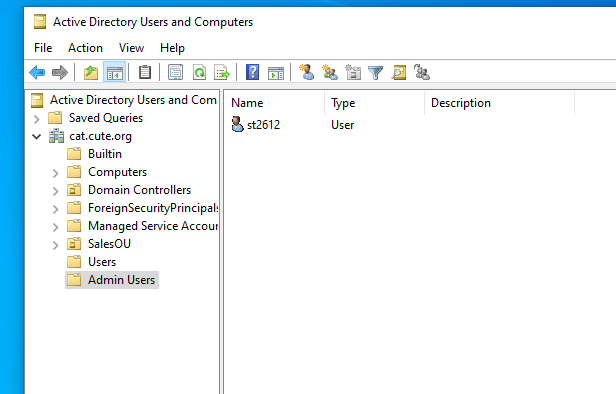 Active Directory Users and Computers
File Action View Help
Active Directory Users and Com
Saved Queries
cat.cute.org
Builtin
Computers
Domain Controllers
ForeignSecurityPrincipals
Managed Service Accour
SalesOU
Users
Admin Users
Name Type Description
st2612 User